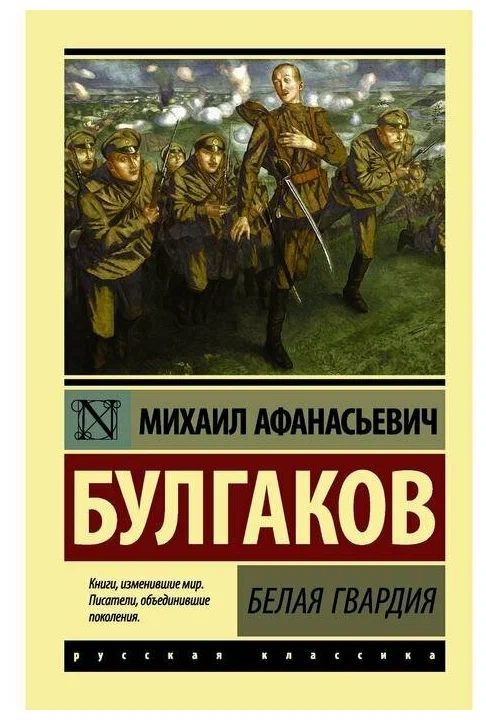 N
МИХАИЛ АФАНАСЬЕВИЧ
БУЛГАКОВ
БЕЛАЯ ГВАРДИЯ
Книги, изменившие мир.
Писатели, объединившие
поколения.
русская классика